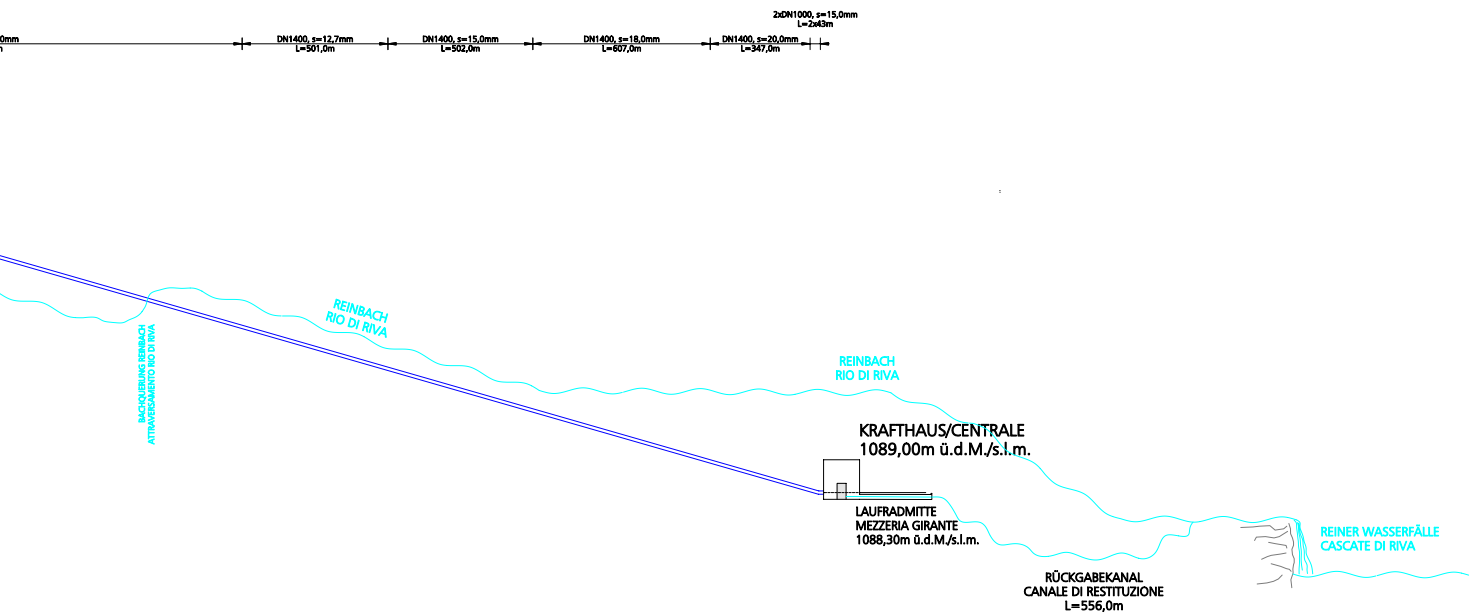 2xDN1000, s=15,0mm
L=2x43m
0mm
DN1400, s=12,7mm
L=501,0m
DN1400, s=15,0mm
L=502,0m
DN1400, s=18,0mm
L=607,0m
DN1400, s=20,0mm
L=347,0m
REINBACH
RIO DI RIVA
BACHQUERUNG REINBACH
ATTRAVERSAMENTO RIO DI RIVA
REINBACH
RIO DI RIVA
KRAFTHAUS/CENTRALE
1089,00m ü.d.M./s.l.m.
LAUFRADMITTE
MEZZERIA GIRANTE
1088,30m ü.d.M./s.l.m.
REINER WASSERFÄLLE
CASCATE DI RIVA
RÜCKGABEKANAL
CANALE DI RESTITUZIONE
L=556,0m